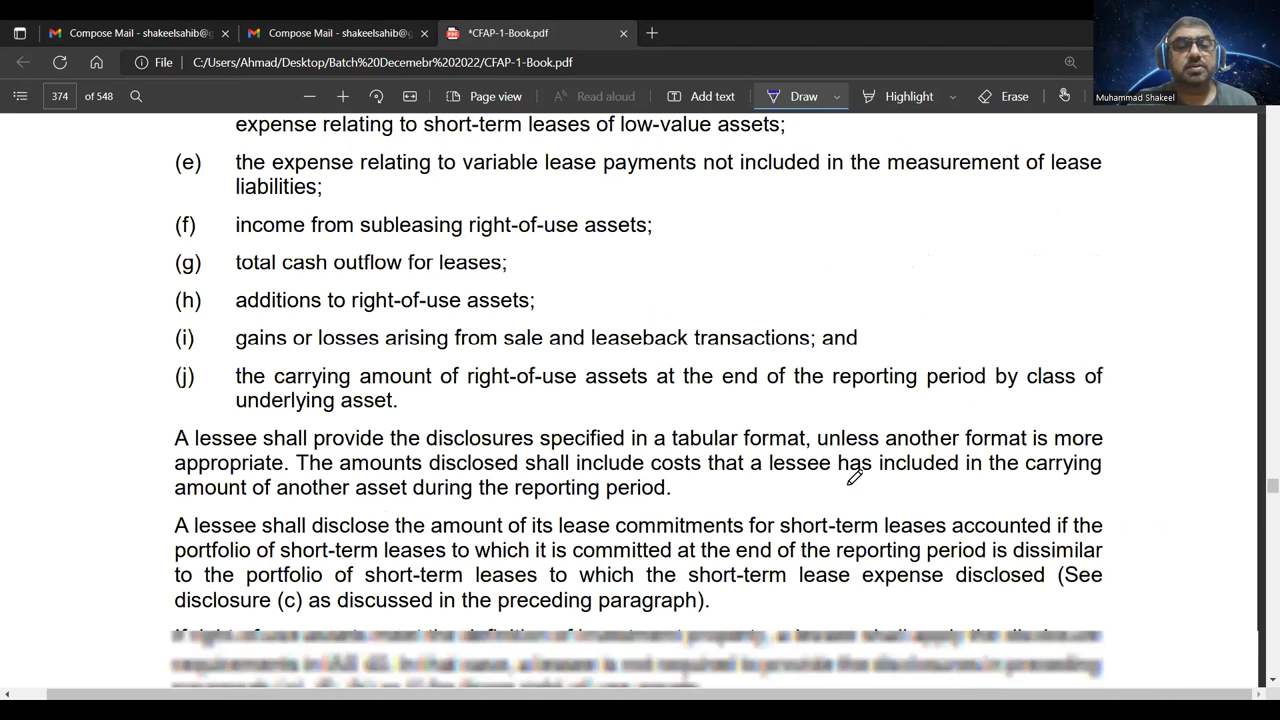 Compose Mail - shakeelsahib@g
Compose Mail - shakeelsahib@g
*CFAP-1-Book.pdf
File
C:/Users/Ahmad/Desktop/Batch%20Decemebr%202022/CFAP-1-Book.pdf
374 of 548
Page view
Read aloud
Add text
Draw
Highlight
Erase
Muhammad Shakeel
expense relating to short-term leases of low-value assets;
(e) the expense relating to variable lease payments not included in the measurement of lease
liabilities;
(f) income from subleasing right-of-use assets;
(g) total cash outflow for leases;
(h) additions to right-of-use assets;
(i) gains or losses arising from sale and leaseback transactions; and
(j) the carrying amount of right-of-use assets at the end of the reporting period by class of
underlying asset.
A lessee shall provide the disclosures specified in a tabular format, unless another format is more
appropriate. The amounts disclosed shall include costs that a lessee has included in the carrying
amount of another asset during the reporting period.
A lessee shall disclose the amount of its lease commitments for short-term leases accounted if the
portfolio of short-term leases to which it is committed at the end of the reporting period is dissimilar
to the portfolio of short-term leases to which the short-term lease expense disclosed (See
disclosure (c) as discussed in the preceding paragraph).